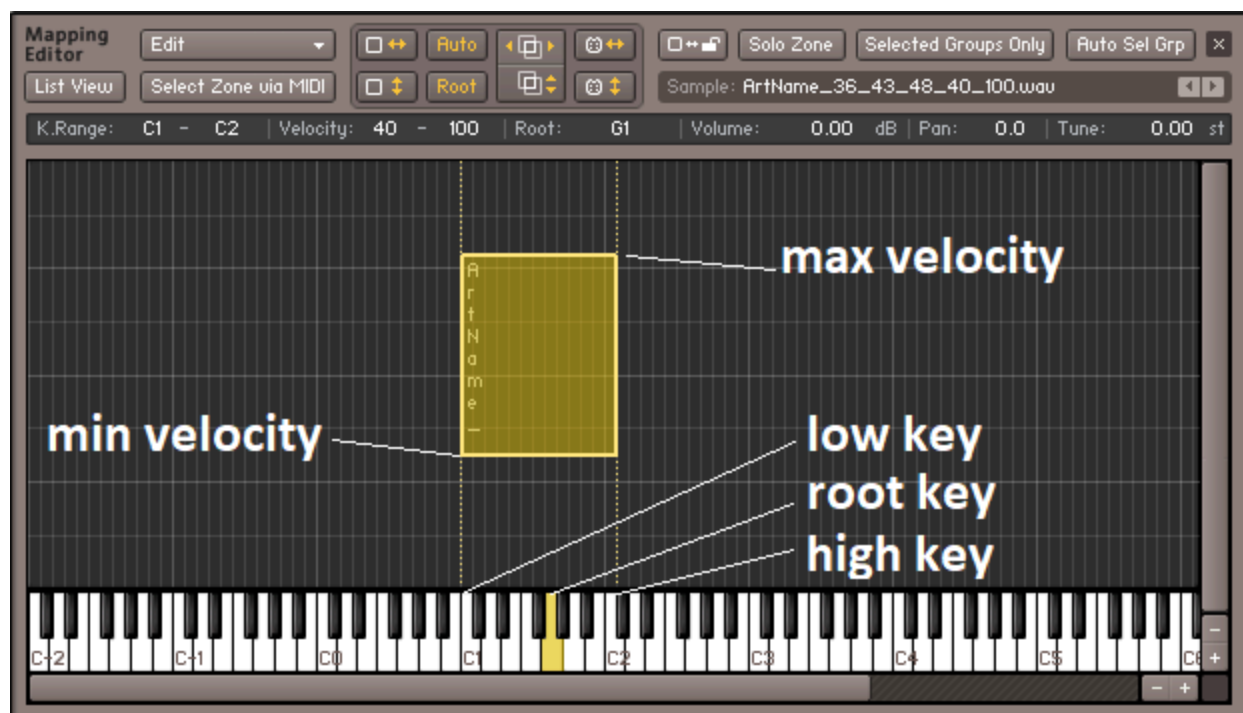 Mapping Editor
Edit
Auto
Solo Zone
Selected Groups Only
Auto Sel Grp
×
List View
Select Zone via MIDI
Root
Sample: ArtName_36_43_48_40_100.wav
K.Range: C1 - C2 | Velocity: 40 - 100 | Root: G1 | Volume: 0.00 dB | Pan: 0.0 | Tune: 0.00 st
max velocity
ArtName_
min velocity
low key
root key
high key
C-2 C-1 C0 C1 C2 C3 C4 C5
- +
- +